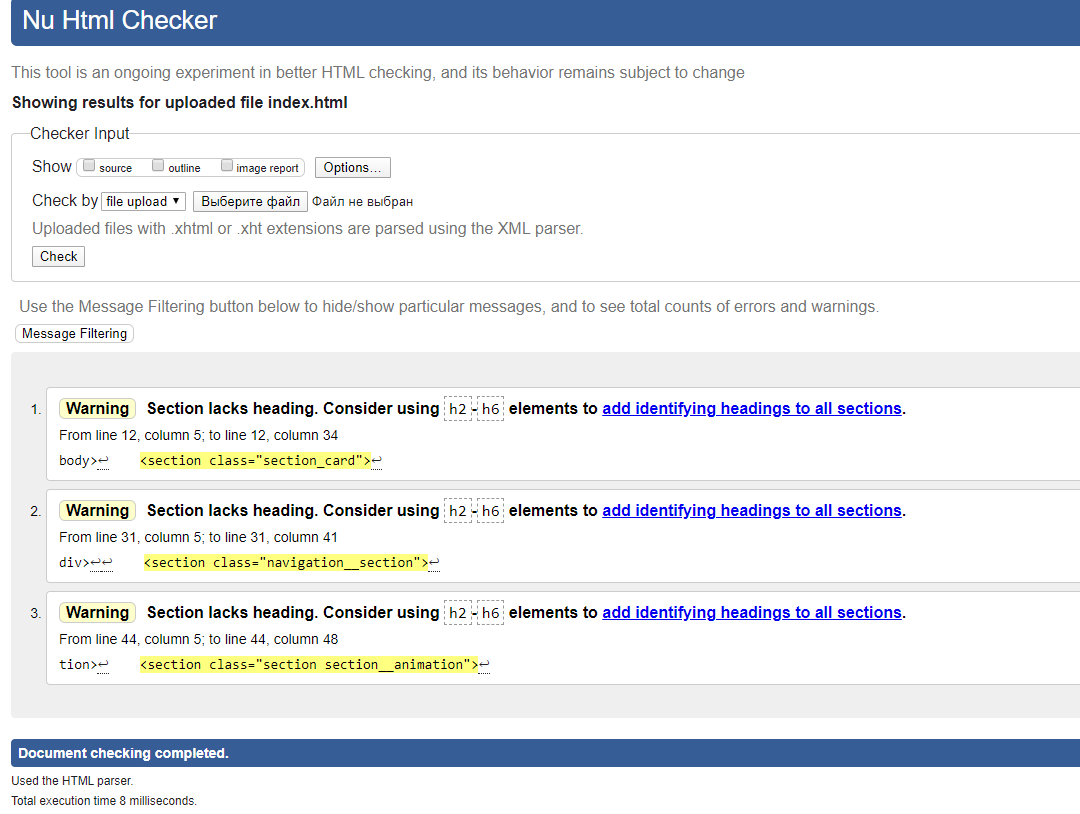 Nu Html Checker
This tool is an ongoing experiment in better HTML checking, and its behavior remains subject to change
Showing results for uploaded file index.html
Checker Input
Show source outline image report Options...
Check by file upload ▼ Выберите файл Файл не выбран
Uploaded files with .xhtml or .xht extensions are parsed using the XML parser.
Check
Use the Message Filtering button below to hide/show particular messages, and to see total counts of errors and warnings.
Message Filtering
1. Warning Section lacks heading. Consider using h2-h6 elements to add identifying headings to all sections.
From line 12, column 5; to line 12, column 34
body>↩ <section class="section_card">↩
2. Warning Section lacks heading. Consider using h2-h6 elements to add identifying headings to all sections.
From line 31, column 5; to line 31, column 41
div>↩↩ <section class="navigation__section">↩
3. Warning Section lacks heading. Consider using h2-h6 elements to add identifying headings to all sections.
From line 44, column 5; to line 44, column 48
tion>↩ <section class="section section__animation">↩
Document checking completed.
Used the HTML parser.
Total execution time 8 milliseconds.